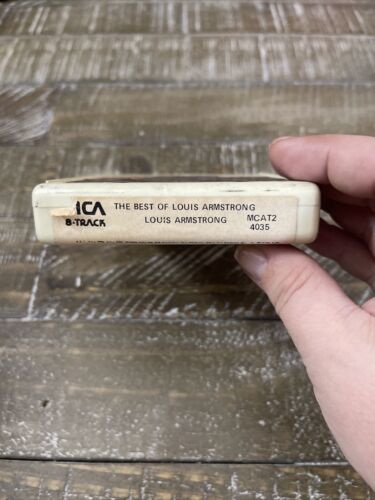 MCA THE BEST OF LOUIS ARMSTRONG
8-TRACK LOUIS ARMSTRONG MCAT2
4035